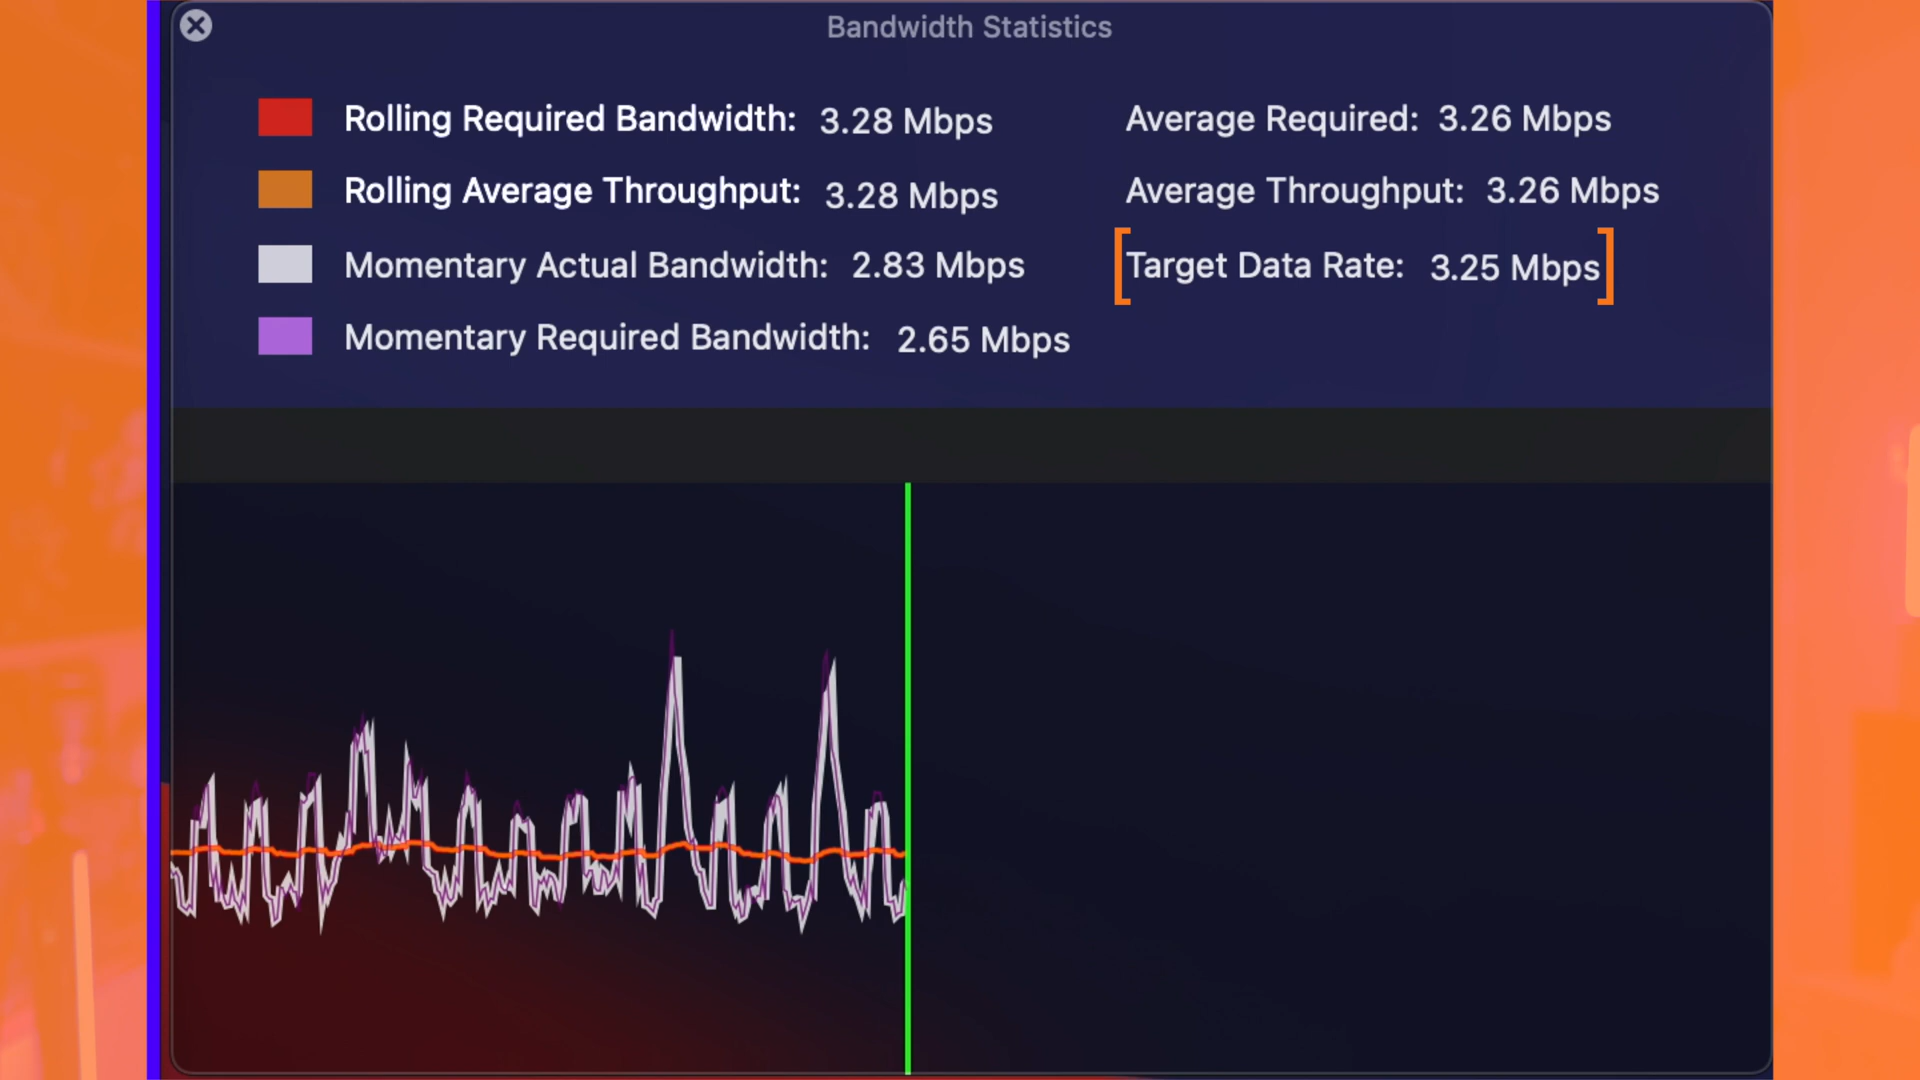 Bandwidth Statistics
Rolling Required Bandwidth: 3.28 Mbps
Rolling Average Throughput: 3.28 Mbps
Momentary Actual Bandwidth: 2.83 Mbps
Momentary Required Bandwidth: 2.65 Mbps
Average Required: 3.26 Mbps
Average Throughput: 3.26 Mbps
Target Data Rate: 3.25 Mbps